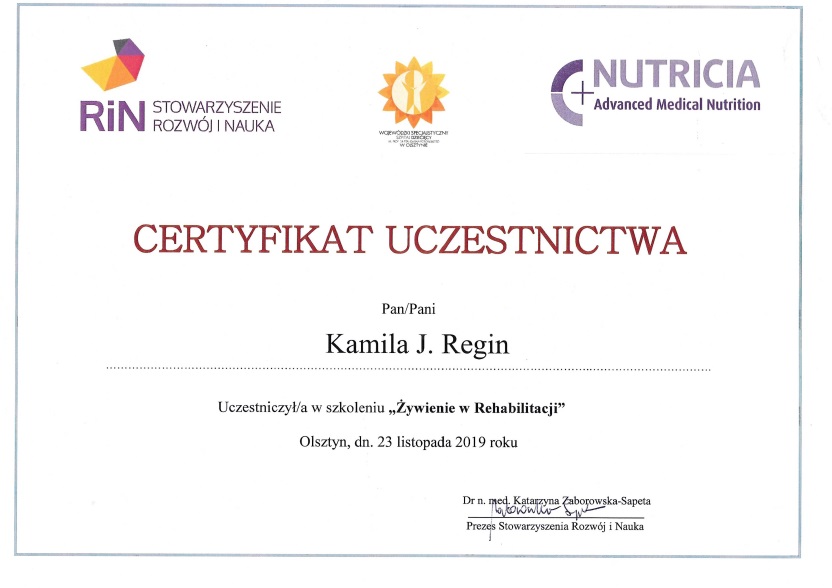 RiN STOWARZYSZENIE
ROZWÓJ I NAUKA
WOJEWÓDZKI SPECJALISTYCZNY
SZPITAL DZIECIĘCY
W OLSZTYNIE
NUTRICIA
Advanced Medical Nutrition
CERTYFIKAT UCZESTNICTWA
Pan/Pani
Kamila J. Regin
Uczestniczył/a w szkoleniu „Żywienie w Rehabilitacji”
Olsztyn, dn. 23 listopada 2019 roku
Dr n. med. Katarzyna Zaborowska-Sapeta
Prezes Stowarzyszenia Rozwój i Nauka